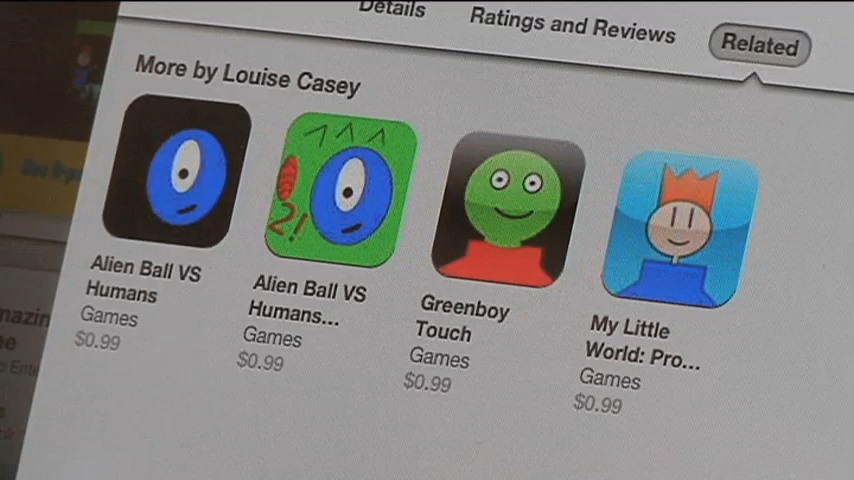 Details
Ratings and Reviews
Related
More by Louise Casey
2!
Alien Ball VS
Humans
Games
$0.99
Alien Ball VS
Humans...
Games
$0.99
Greenboy
Touch
Games
$0.99
My Little
World: Pro...
Games
$0.99